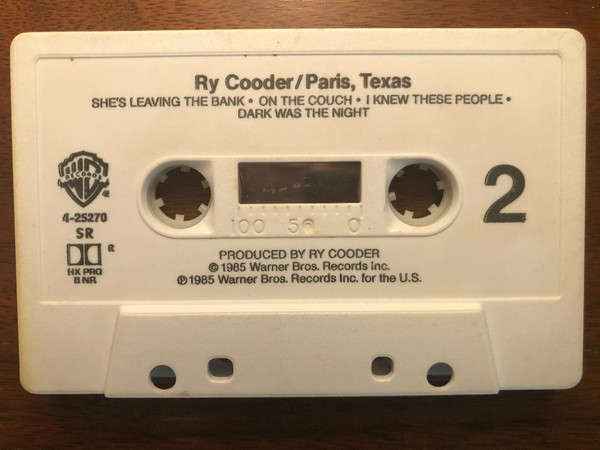 Ry Cooder/Paris, Texas
SHE'S LEAVING THE BANK • ON THE COUCH • I KNEW THESE PEOPLE •
DARK WAS THE NIGHT
RECORDS
®
2
4-25270
SR
®
HX PRO
B NR
100 50 0
PRODUCED BY RY COODER
© 1985 Warner Bros. Records Inc.
℗ 1985 Warner Bros. Records Inc. for the U.S.